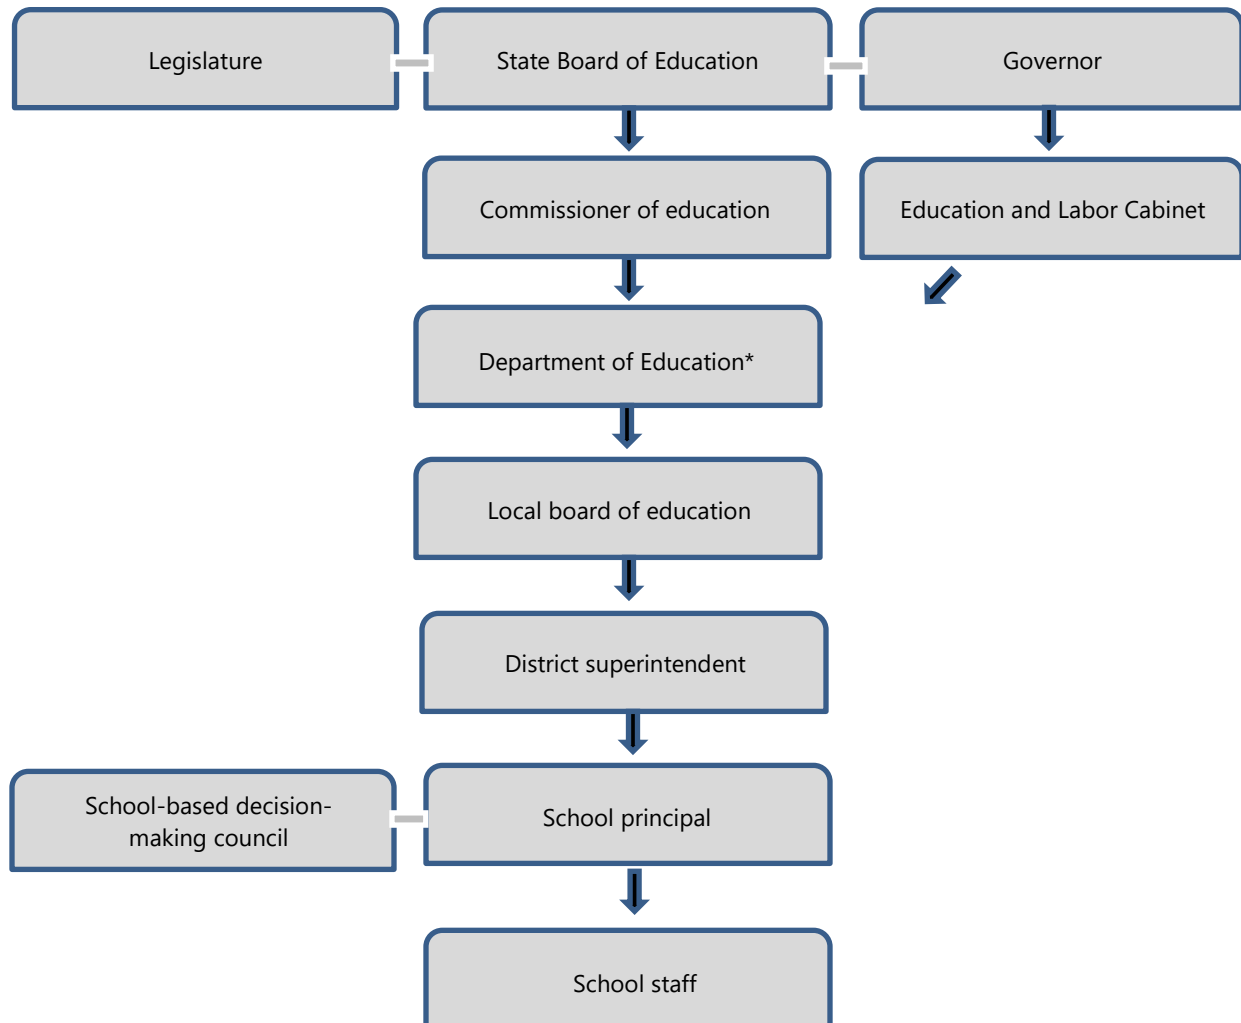 Legislature
State Board of Education
Governor
Commissioner of education
Education and Labor Cabinet
Department of Education*
Local board of education
District superintendent
School-based decision-
making council
School principal
School staff